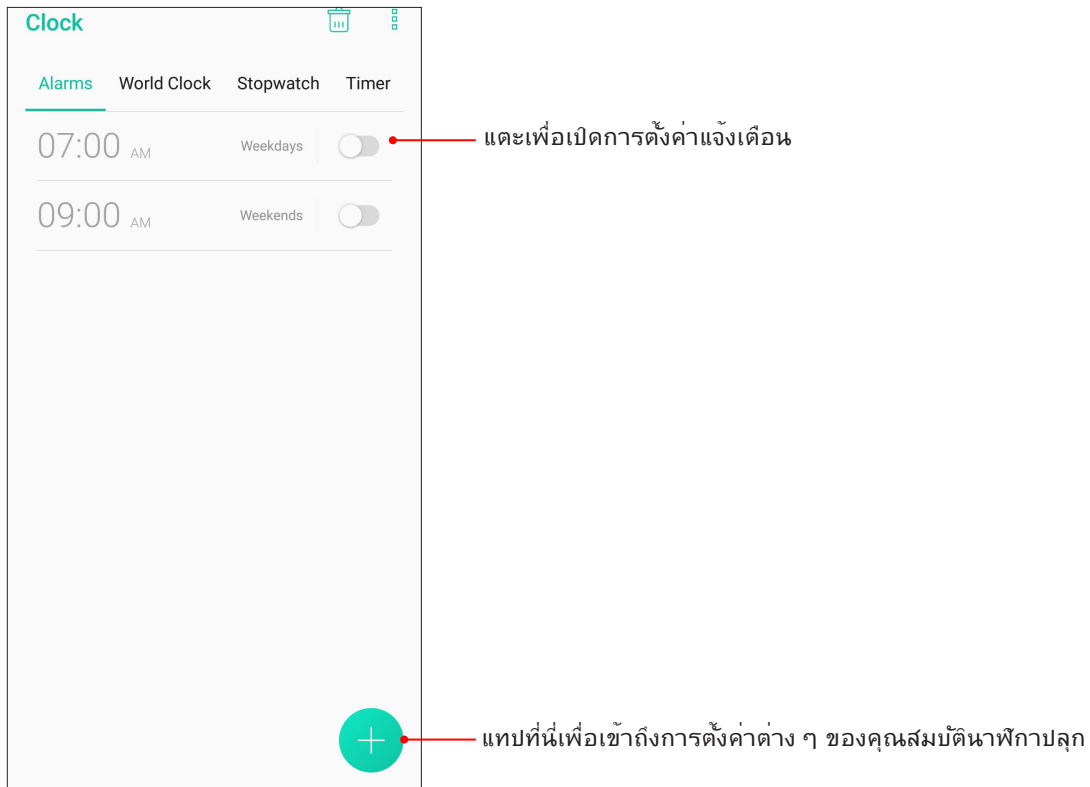 Clock
Alarms World Clock Stopwatch Timer
07:00 AM Weekdays
แตะเพื่อเปิดการตั้งค่าแจ้งเตือน
09:00 AM Weekends
แทปที่นี่เพื่อเข้าถึงการตั้งค่าต่าง ๆ ของคุณสมบัตินาฬิกาปลุก